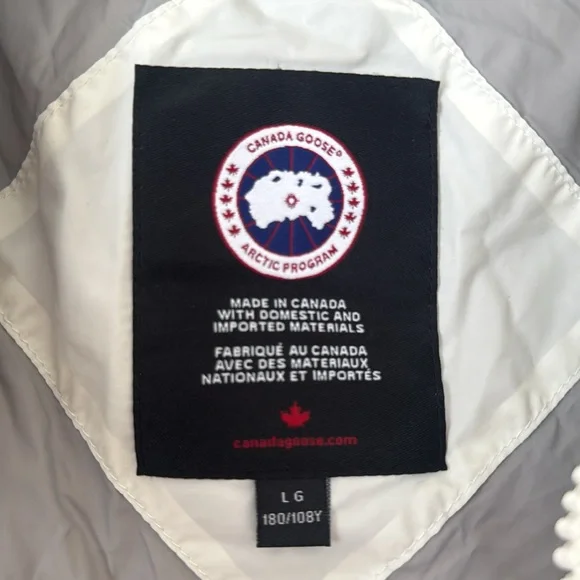 CANADA GOOSE®
ARCTIC PROGRAM
MADE IN CANADA
WITH DOMESTIC AND
IMPORTED MATERIALS
FABRIQUÉ AU CANADA
AVEC DES MATERIAUX
NATIONAUX ET IMPORTÉS
canadagoose.com
LG
180/108Y